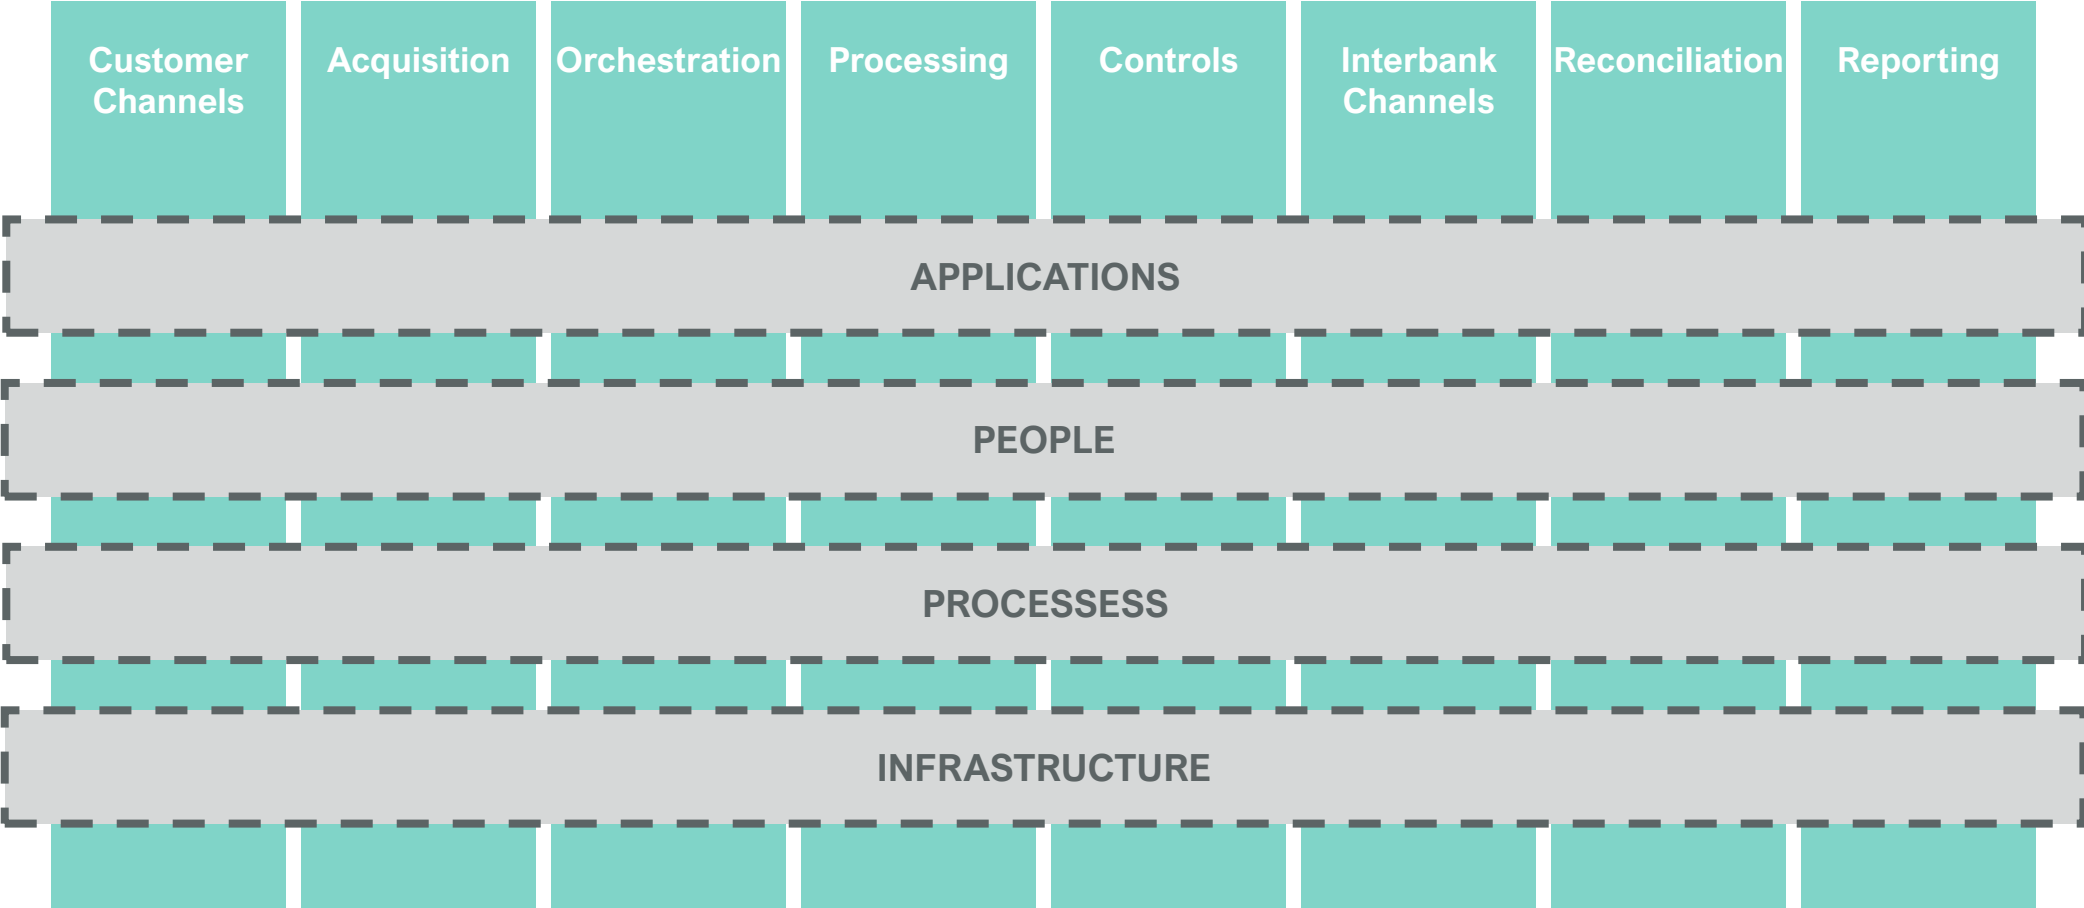 Customer
Channels
Acquisition
Orchestration
Processing
Controls
Interbank
Channels
Reconciliation
Reporting
APPLICATIONS
PEOPLE
PROCESSESS
INFRASTRUCTURE